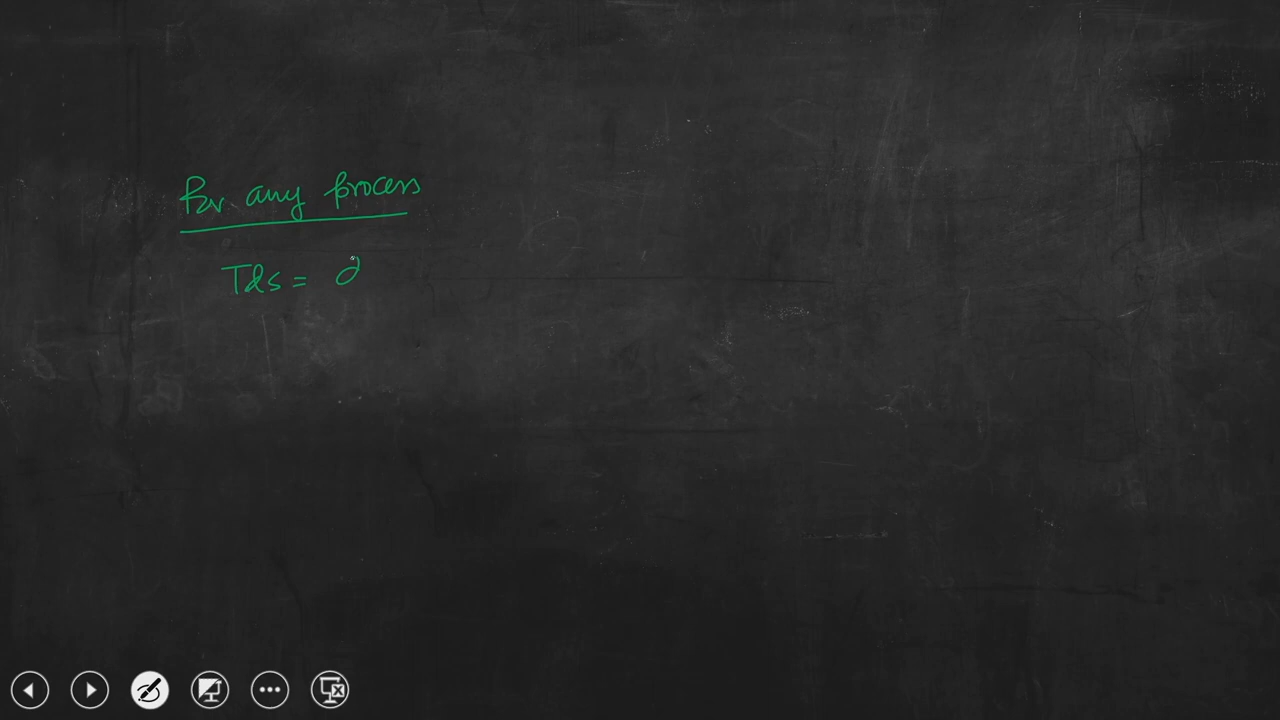 For any process
Tds = d